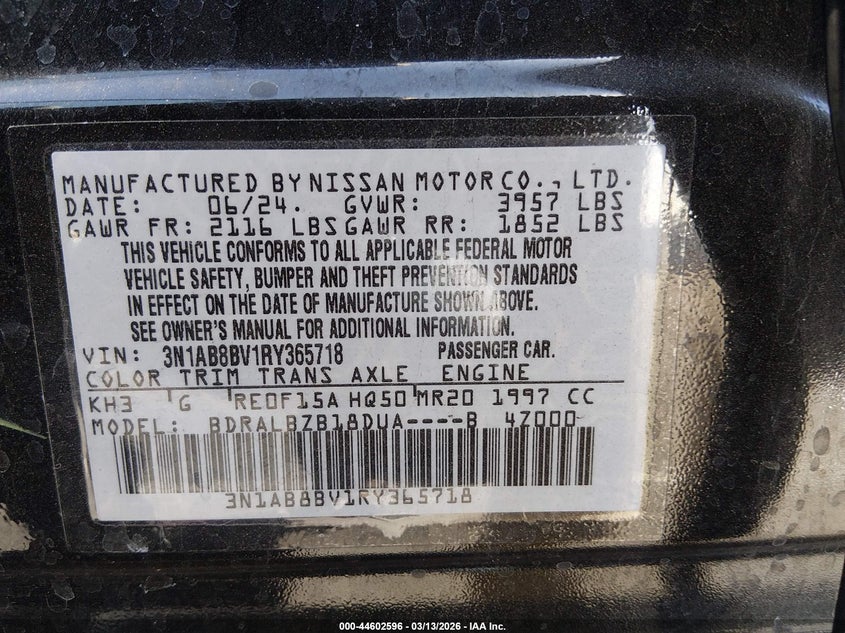 MANUFACTURED BY NISSAN MOTOR CO., LTD.
DATE: 06/24. GVWR: 3957 LBS
GAWR FR: 2116 LBS GAWR RR: 1852 LBS
THIS VEHICLE CONFORMS TO ALL APPLICABLE FEDERAL MOTOR
VEHICLE SAFETY, BUMPER AND THEFT PREVENTION STANDARDS
IN EFFECT ON THE DATE OF MANUFACTURE SHOWN ABOVE.
SEE OWNER'S MANUAL FOR ADDITIONAL INFORMATION.
VIN: 3N1AB8BV1RY365718 PASSENGER CAR.
COLOR TRIM TRANS AXLE ENGINE
KH3 G RE0F15A HQ50 MR20 1997 CC
MODEL: BDRALBZB18DUA----B 4Z000
3N1AB8BV1RY365718
000-44602596 — 03/13/2026 — IAA Inc.